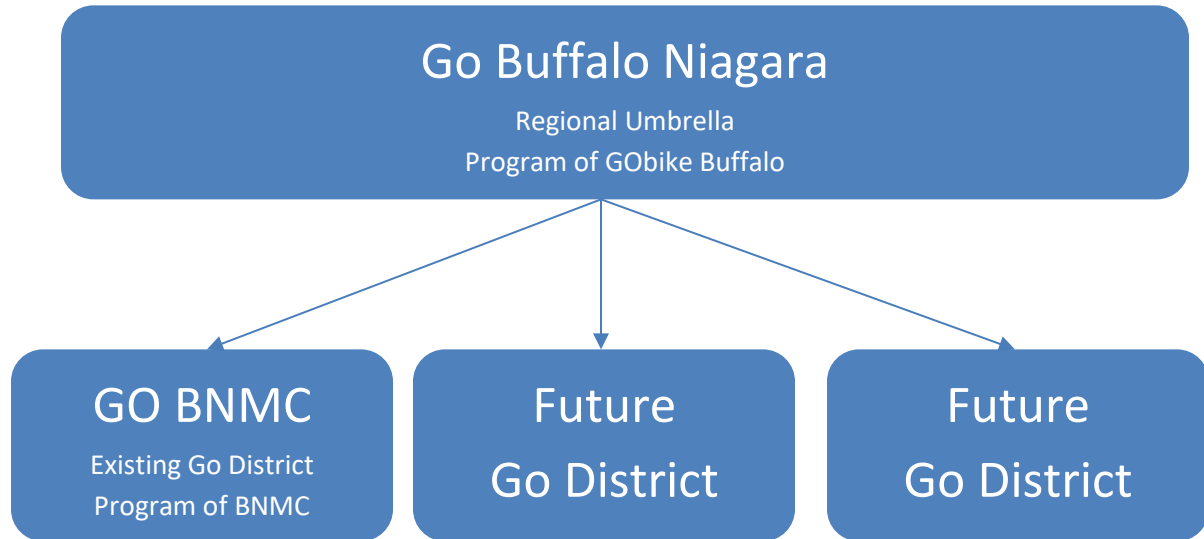 Go Buffalo Niagara
Regional Umbrella
Program of GObike Buffalo
GO BNMC
Existing Go District
Program of BNMC
Future
Go District
Future
Go District